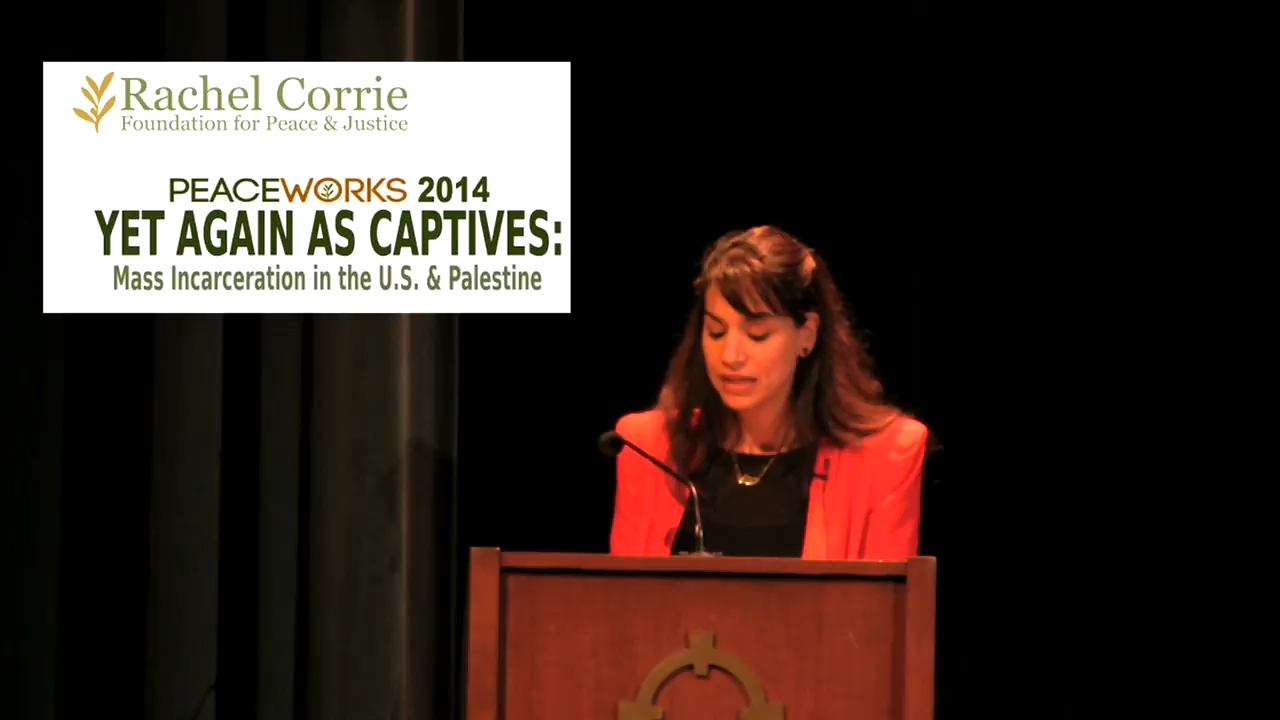 Rachel Corrie
Foundation for Peace & Justice
PEACEWORKS 2014
YET AGAIN AS CAPTIVES:
Mass Incarceration in the U.S. & Palestine